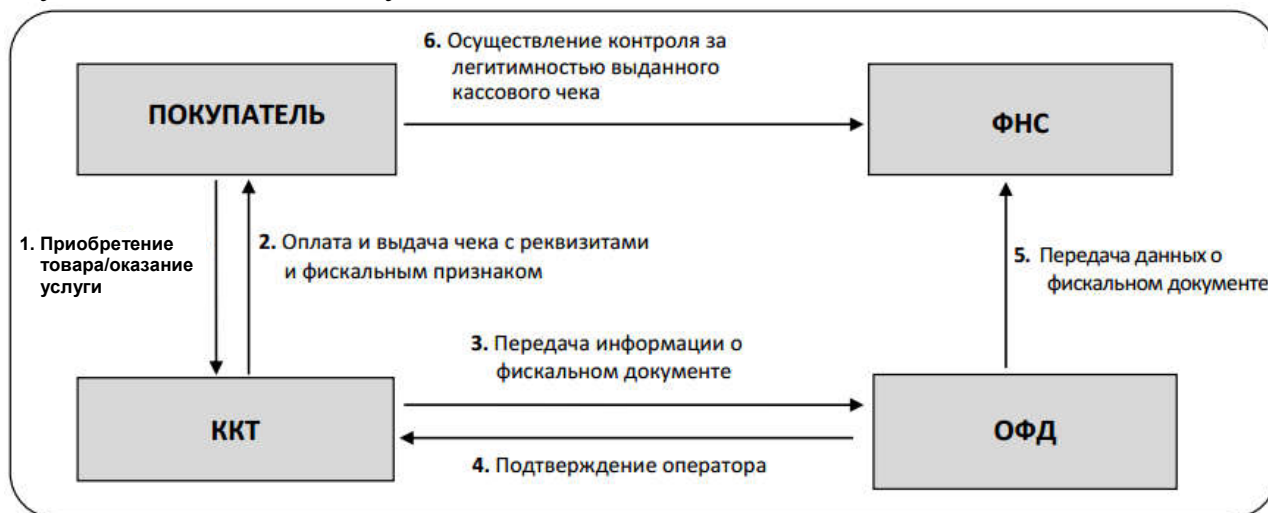 6. Осуществление контроля за
легитимностью выданного
кассового чека
ПОКУПАТЕЛЬ
ФНС
1. Приобретение
товара/оказание
услуги
2. Оплата и выдача чека с реквизитами
и фискальным признаком
5. Передача данных о
фискальном документе
3. Передача информации о
фискальном документе
ККТ
ОФД
4. Подтверждение оператора